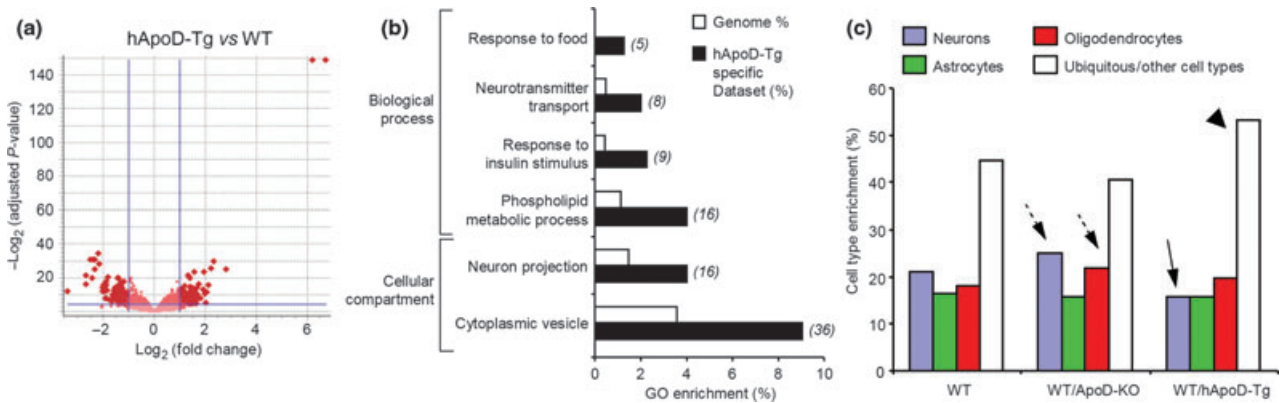 (a)
hApoD-Tg vs WT
–Log2 (adjusted P-value)
140
120
100
80
60
40
20
−2
0
2
4
6
Log2 (fold change)
(b)
Genome %
hApoD-Tg
specific
Dataset (%)
Biological
process
Response to food
(5)
Neurotransmitter
transport
(8)
Response to
insulin stimulus
(9)
Phospholipid
metabolic process
(16)
Cellular
compartment
Neuron projection
(16)
Cytoplasmic vesicle
(36)
0
2
4
6
8
10
GO enrichment (%)
(c)
Neurons
Oligodendrocytes
Astrocytes
Ubiquitous/other cell types
Cell type enrichment (%)
60
50
40
30
20
10
0
WT
WT/ApoD-KO
WT/hApoD-Tg